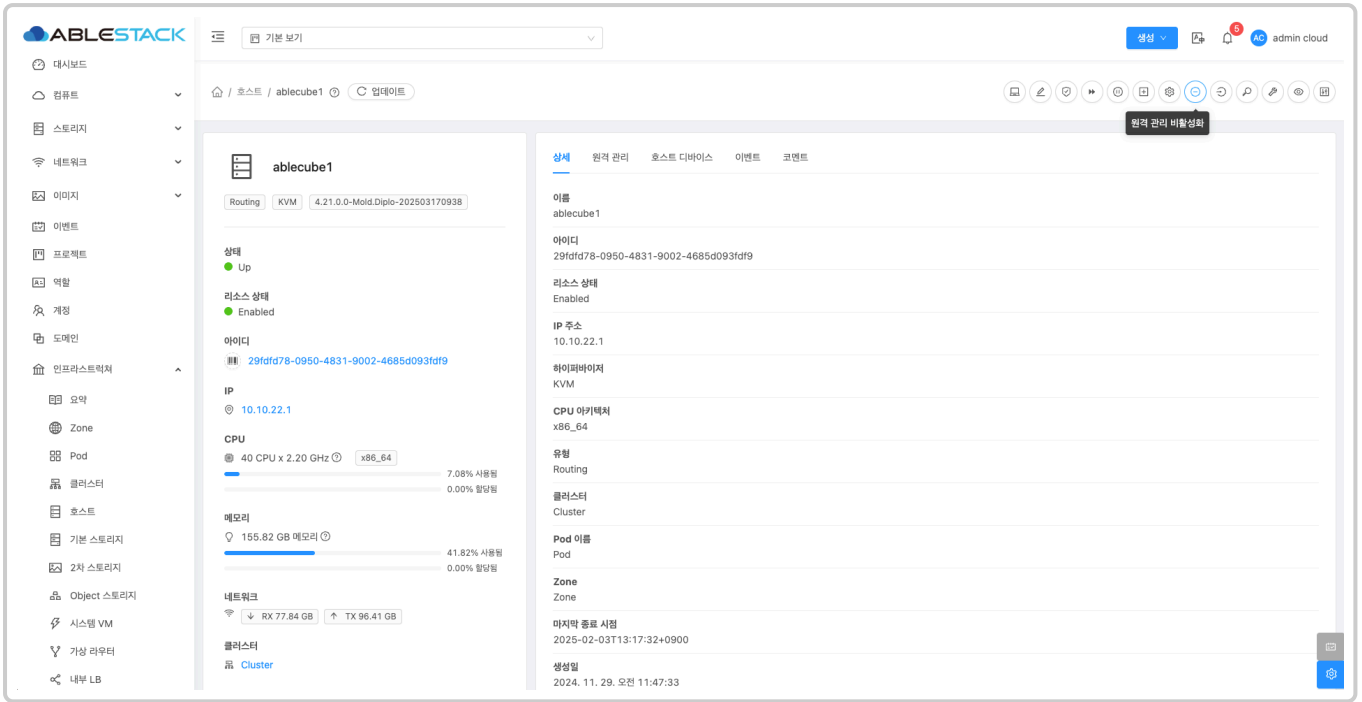 ABLESTACK
기본 보기
생성
5
AC
admin cloud
대시보드
컴퓨트
스토리지
네트워크
이미지
이벤트
프로젝트
역할
계정
도메인
인프라스트럭쳐
요약
Zone
Pod
클러스터
호스트
기본 스토리지
2차 스토리지
Object 스토리지
시스템 VM
가상 라우터
내부 LB
/ 호스트 / ablecube1
업데이트
원격 관리 비활성화
ablecube1
Routing
KVM
4.21.0.0-Mold.Diplo-202503170938
상태
Up
리소스 상태
Enabled
아이디
29fdfd78-0950-4831-9002-4685d093fdf9
IP
10.10.22.1
CPU
40 CPU x 2.20 GHz
x86_64
7.08% 사용됨
0.00% 할당됨
메모리
155.82 GB 메모리
41.82% 사용됨
0.00% 할당됨
네트워크
RX 77.84 GB
TX 96.41 GB
클러스터
Cluster
상세
원격 관리
호스트 디바이스
이벤트
코멘트
이름
ablecube1
아이디
29fdfd78-0950-4831-9002-4685d093fdf9
리소스 상태
Enabled
IP 주소
10.10.22.1
하이퍼바이저
KVM
CPU 아키텍처
x86_64
유형
Routing
클러스터
Cluster
Pod 이름
Pod
Zone
Zone
마지막 종료 시점
2025-02-03T13:17:32+0900
생성일
2024. 11. 29. 오전 11:47:33